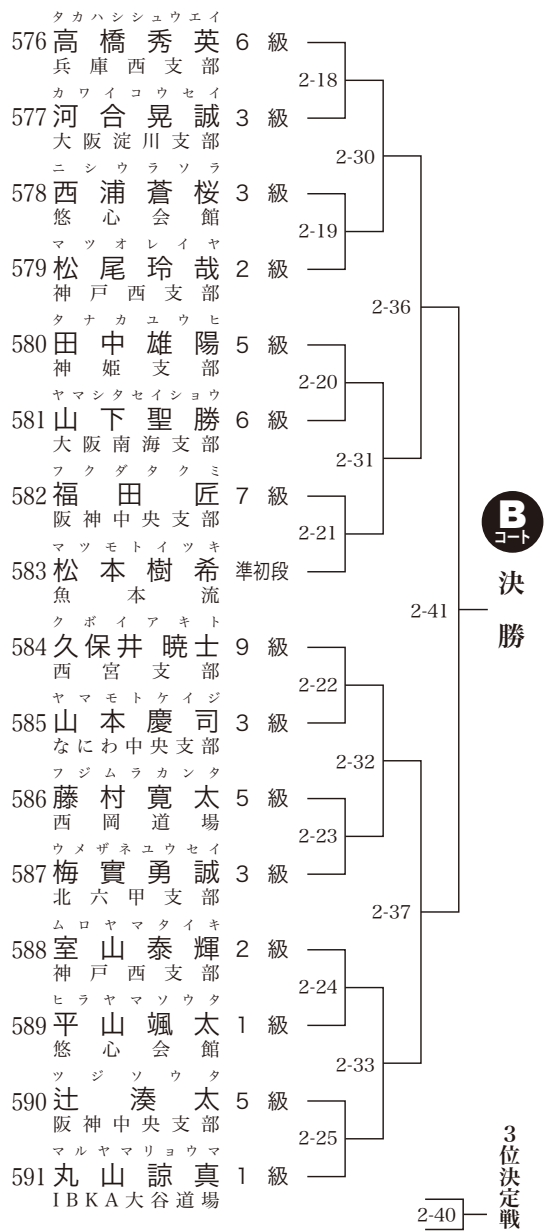 タカハシシュウエイ
576 高橋秀英 6級
兵庫西支部
カワイコウセイ
577 河合晃誠 3級
大阪淀川支部
ニシウラソラ
578 西浦蒼桜 3級
悠心会館
マツオレイヤ
579 松尾玲哉 2級
神戸西支部
タナカユウヒ
580 田中雄陽 5級
神姫支部
ヤマシタセイショウ
581 山下聖勝 6級
大阪南海支部
フクダタクミ
582 福田匠 7級
阪神中央支部
マツモトイツキ
583 松本樹希 準初段
魚本流
クボイアキト
584 久保井暁士 9級
西宮支部
ヤマモトケイジ
585 山本慶司 3級
なにわ中央支部
フジムラカンタ
586 藤村寛太 5級
西岡道場
ウメザネユウセイ
587 梅實勇誠 3級
北六甲支部
ムロヤマタイキ
588 室山泰輝 2級
神戸西支部
ヒラヤマソウタ
589 平山颯太 1級
悠心会館
ツジソウタ
590 辻湊太 5級
阪神中央支部
マルヤマリョウマ
591 丸山諒真 1級
IBKA大谷道場
2-18
2-19
2-20
2-21
2-22
2-23
2-24
2-25
2-30
2-31
2-32
2-33
2-36
2-37
2-41
B
コート
決勝
3位決定戦
2-40